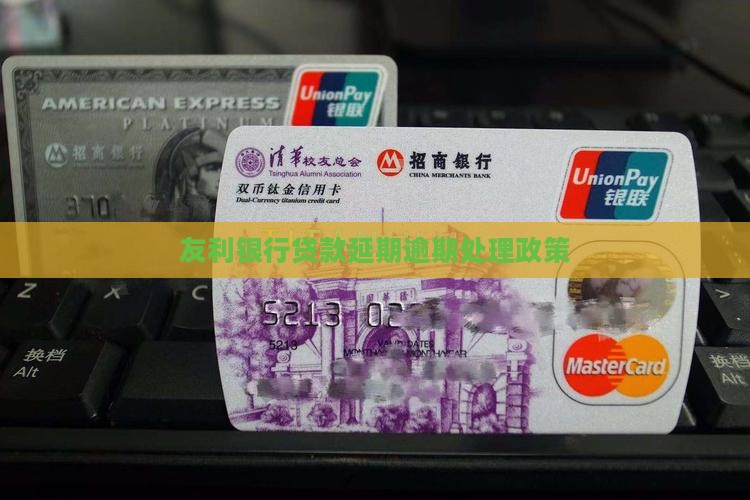 AMERICAN EXPRESS
PLATINUM
招商银行
370
UnionPay
银联
清华校友总会
Tsinghua Alumni Association
招商银行
CHINA MERCHANTS BANK
双币钛金信用卡
Dual-Currency titanium credit card
UnionPay
银联
友利银行贷款延期逾期处理政策
5213 02
5213
MasterCard
换档
Alt
Z
X
C
换档
Alt